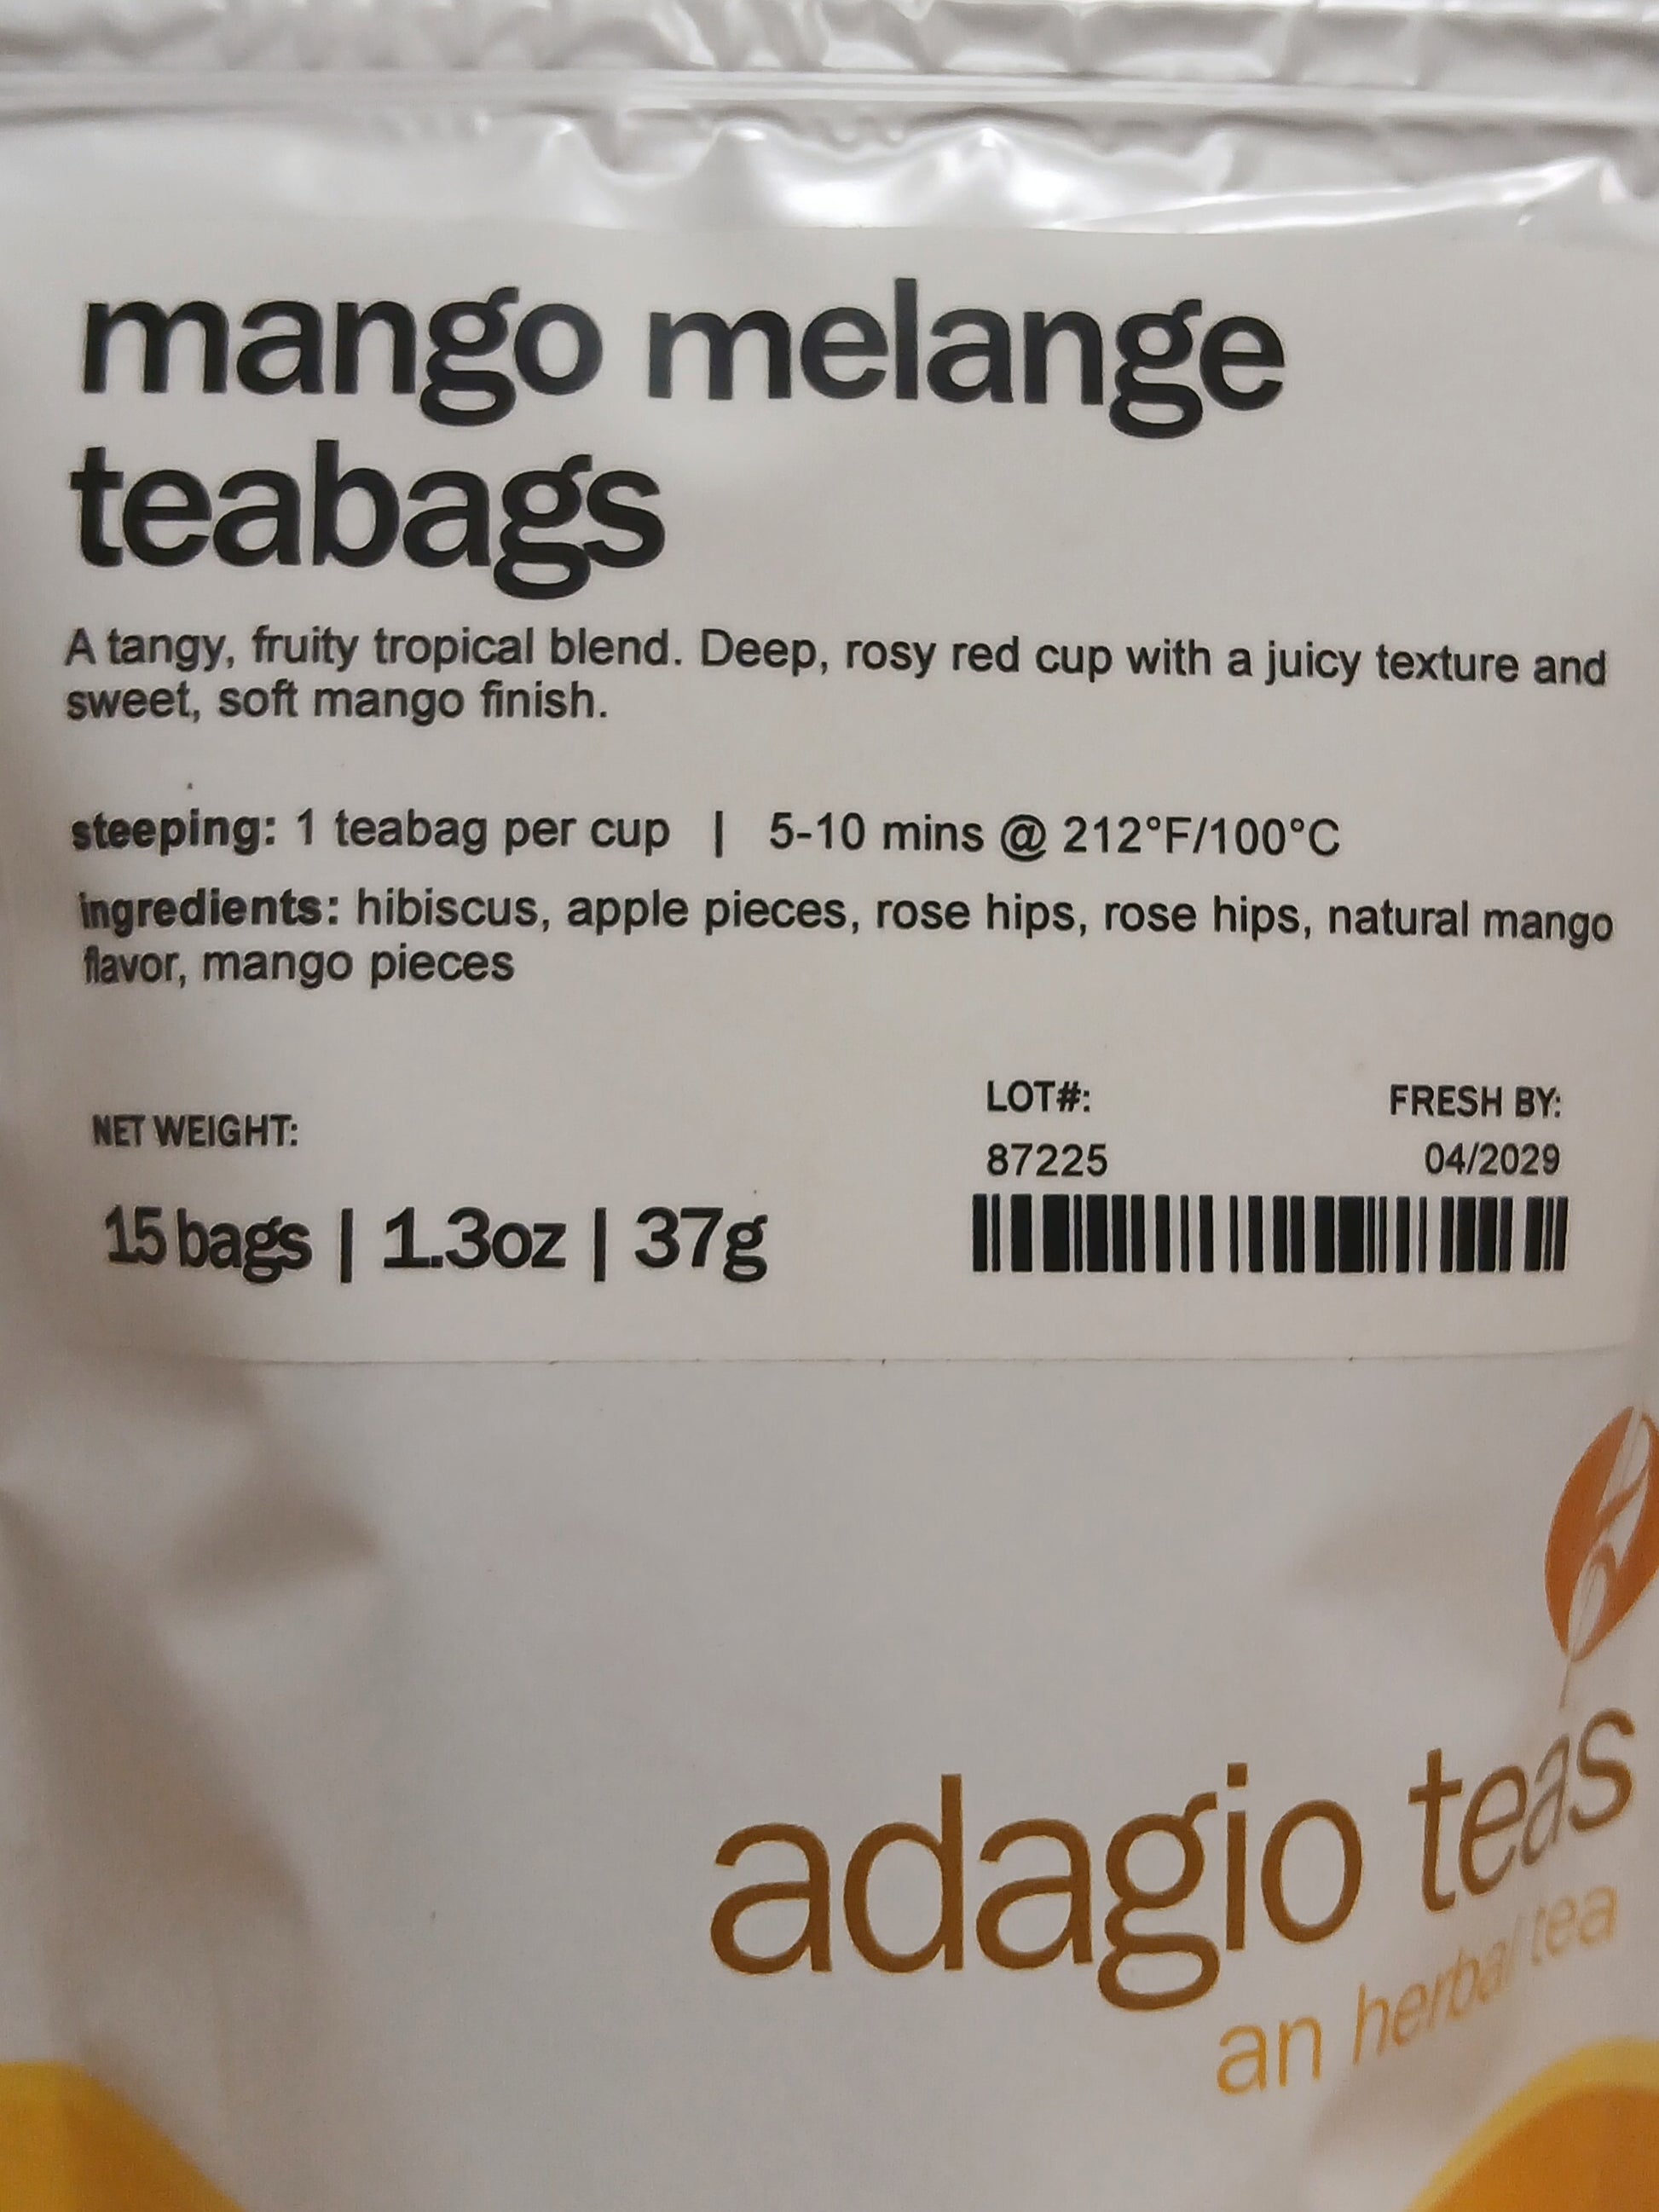 mango melange
teabags
A tangy, fruity tropical blend. Deep, rosy red cup with a juicy texture and
sweet, soft mango finish.
steeping: 1 teabag per cup | 5-10 mins @ 212°F/100°C
ingredients: hibiscus, apple pieces, rose hips, rose hips, natural mango
flavor, mango pieces
NET WEIGHT:
15 bags | 1.3oz | 37g
LOT#:
87225
FRESH BY:
04/2029
adagio teas
an herbal tea